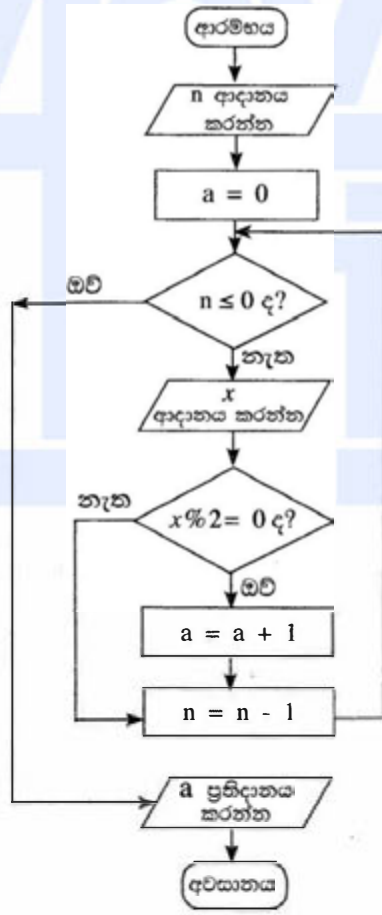 ආරම්භය
n ආදානය
කරන්න
a = 0
ඔව්
n ≤ 0 ද?
නැත
x
ආදානය කරන්න
නැත
x%2= 0 ද?
ඔව්
a = a + 1
n = n - 1
a ප්‍රතිදානය
කරන්න
අවසානය